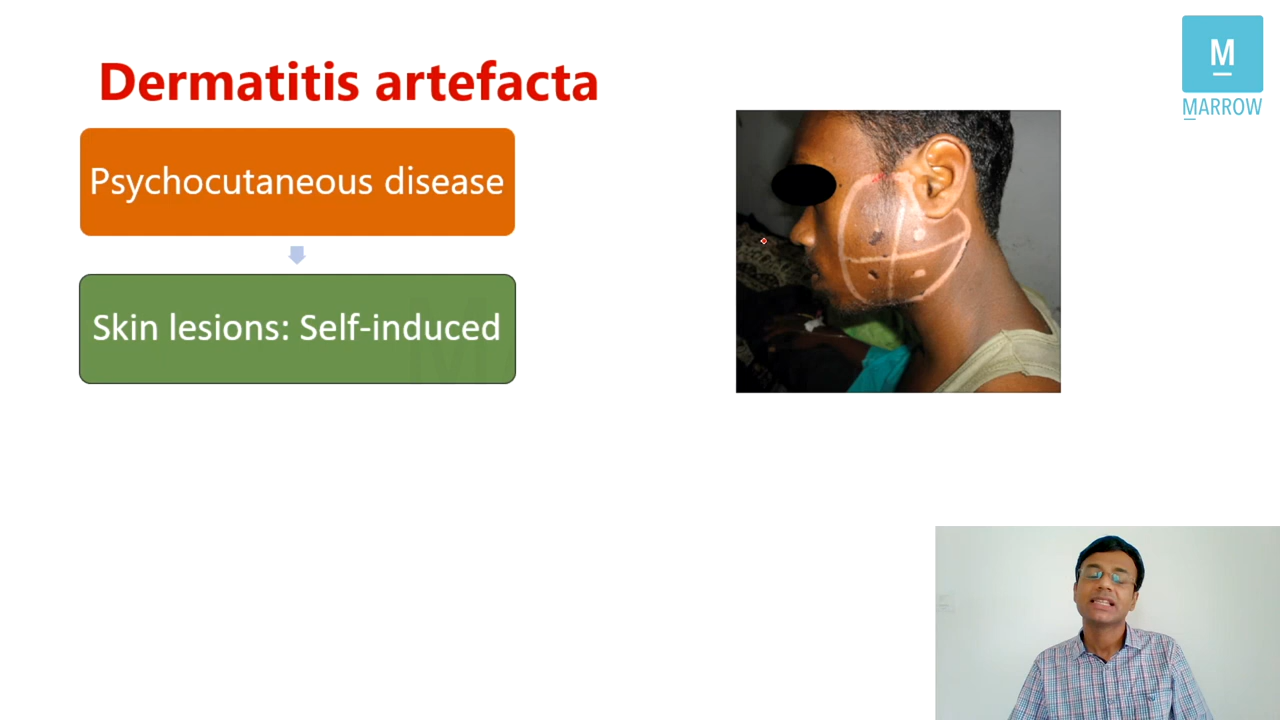 Dermatitis artefacta
Psychocutaneous disease
Skin lesions: Self-induced
M
MARROW